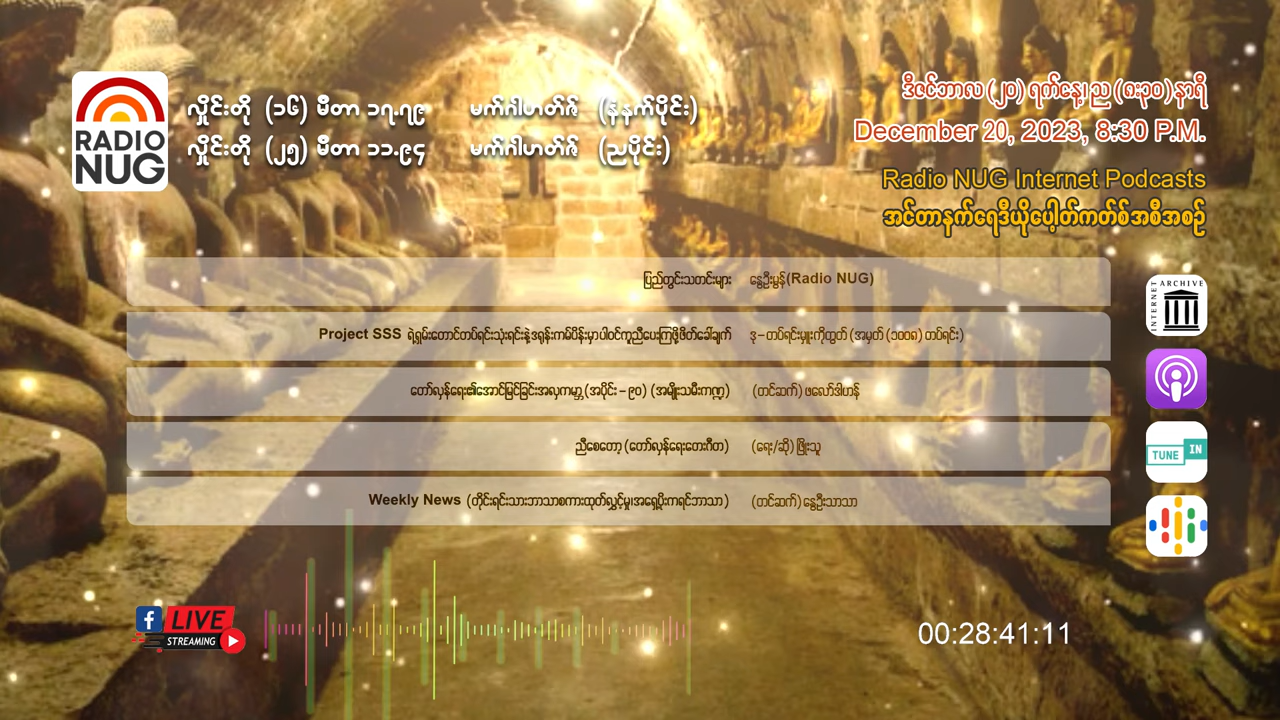 RADIO
NUG
လှိုင်းတို (၁၆) မီတာ ၁၇.၇၉ မက်ဂါဟတ်ဇ် (နံနက်ပိုင်း)
လှိုင်းတို (၂၅) မီတာ ၁၁.၉၄ မက်ဂါဟတ်ဇ် (ညပိုင်း)
ဒီဇင်ဘာလ (၂၀) ရက်နေ့၊ ည (၈း၃၀) နာရီ
December 20, 2023, 8:30 P.M.
Radio NUG Internet Podcasts
အင်တာနက်ရေဒီယိုပေါ့တ်ကတ်စ်အစီအစဉ်
ပြည်တွင်းသတင်းများ နွေဦးမွန်(Radio NUG)
Project SSS ရဲ့ရှမ်းတောင်တပ်ရင်းသုံးရင်းနဲ့ဒရုန်းကမ်ပိန်းမှာပါဝင်ကူညီပေးကြဖို့ဖိတ်ခေါ်ချက် ဒု-တပ်ရင်းမှူးကိုထွတ် (အမှတ် (၁၀၀၈) တပ်ရင်း)
တော်လှန်ရေး၏အောင်မြင်ခြင်းအလှကမ္ဘာ့ (အပိုင်း – ၉၀) (အမျိုးသမီးကဏ္ဍ) (တင်ဆက်) ဖလော်ဒါဟန်
ညီစေတော့ (တော်လှန်ရေးတေးဂီတ) (ရေး/ဆို) ဖြိုးသူ
Weekly News (တိုင်းရင်းသားဘာသာစကားထုတ်လွှင့်မှု၊အရှေ့ပိုးကရင်ဘာသာ) (တင်ဆက်) နွေဦးသာသာ
INTERNET ARCHIVE
TUNE IN
LIVE
STREAMING
00:28:41:11